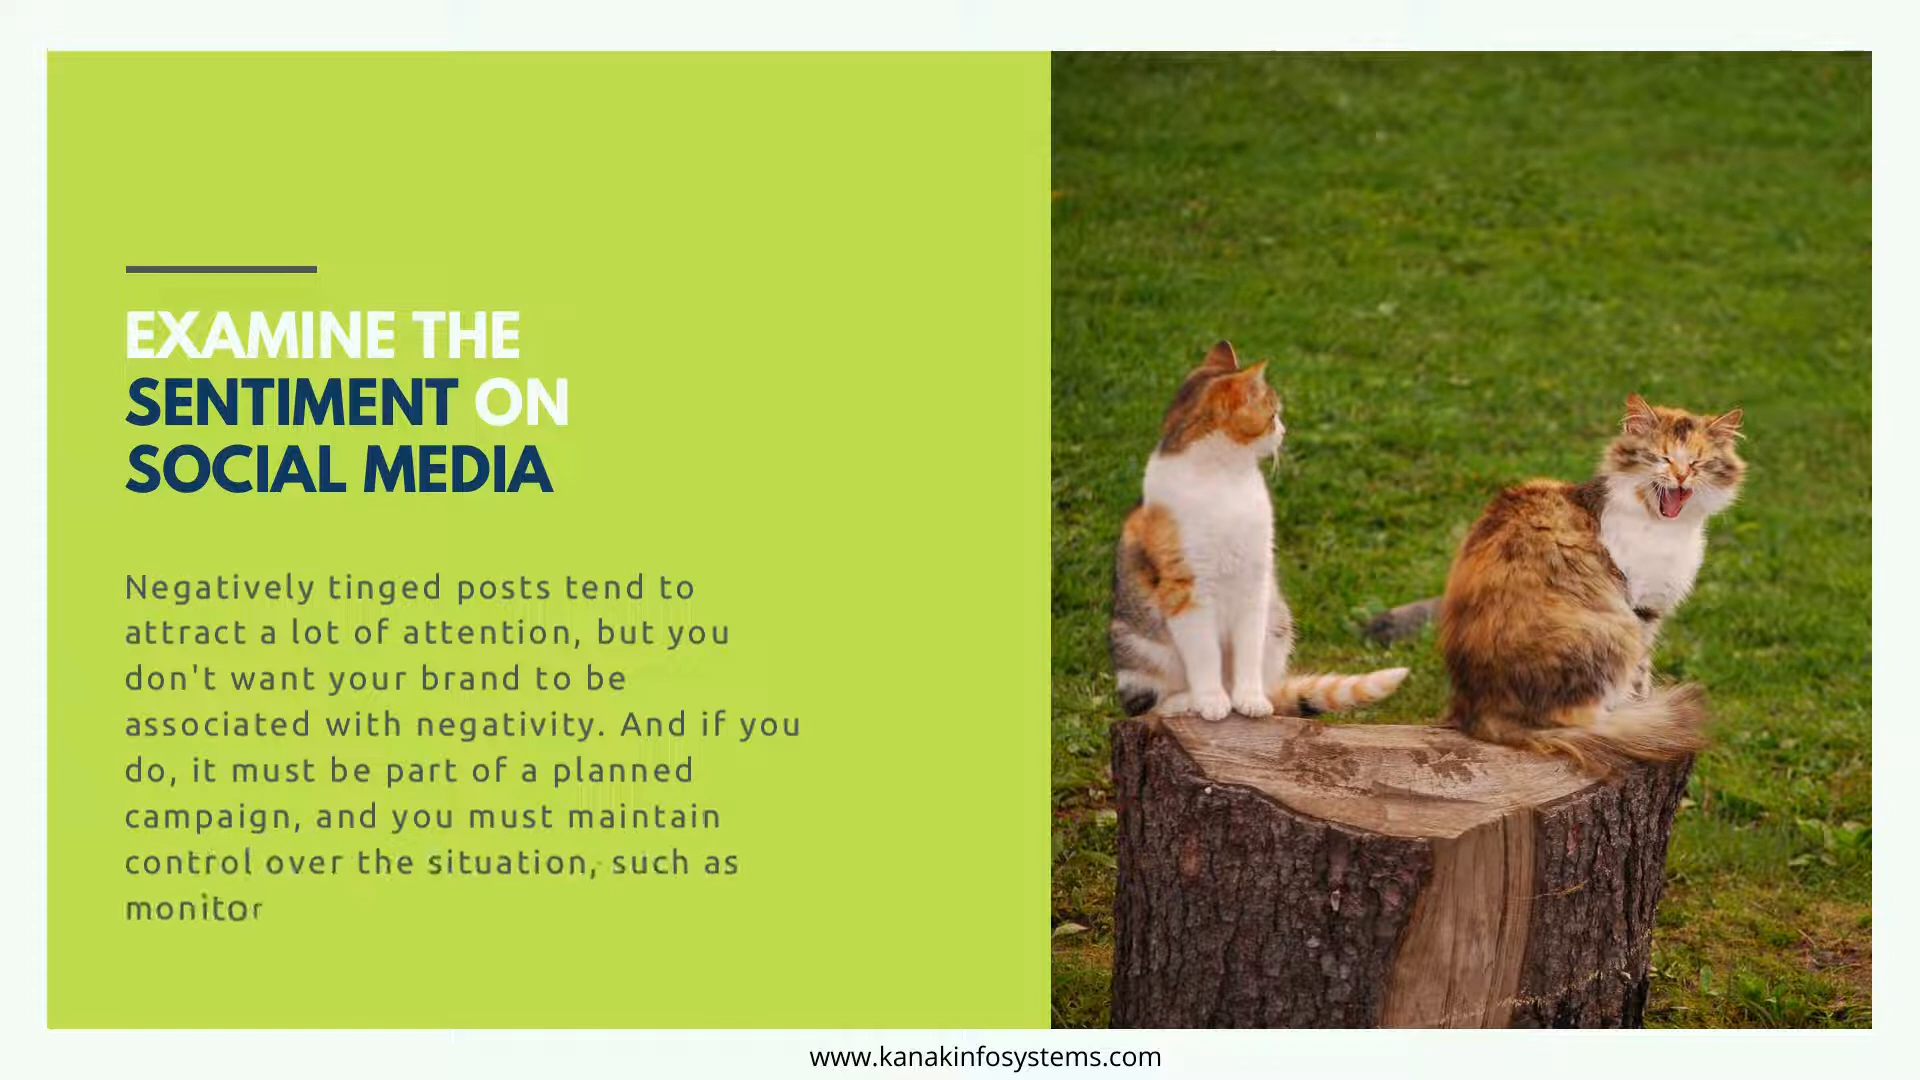 EXAMINE THE
SENTIMENT ON
SOCIAL MEDIA
Negatively tinged posts tend to
attract a lot of attention, but you
don't want your brand to be
associated with negativity. And if you
do, it must be part of a planned
campaign, and you must maintain
control over the situation, such as
monitor
www.kanakinfosystems.com